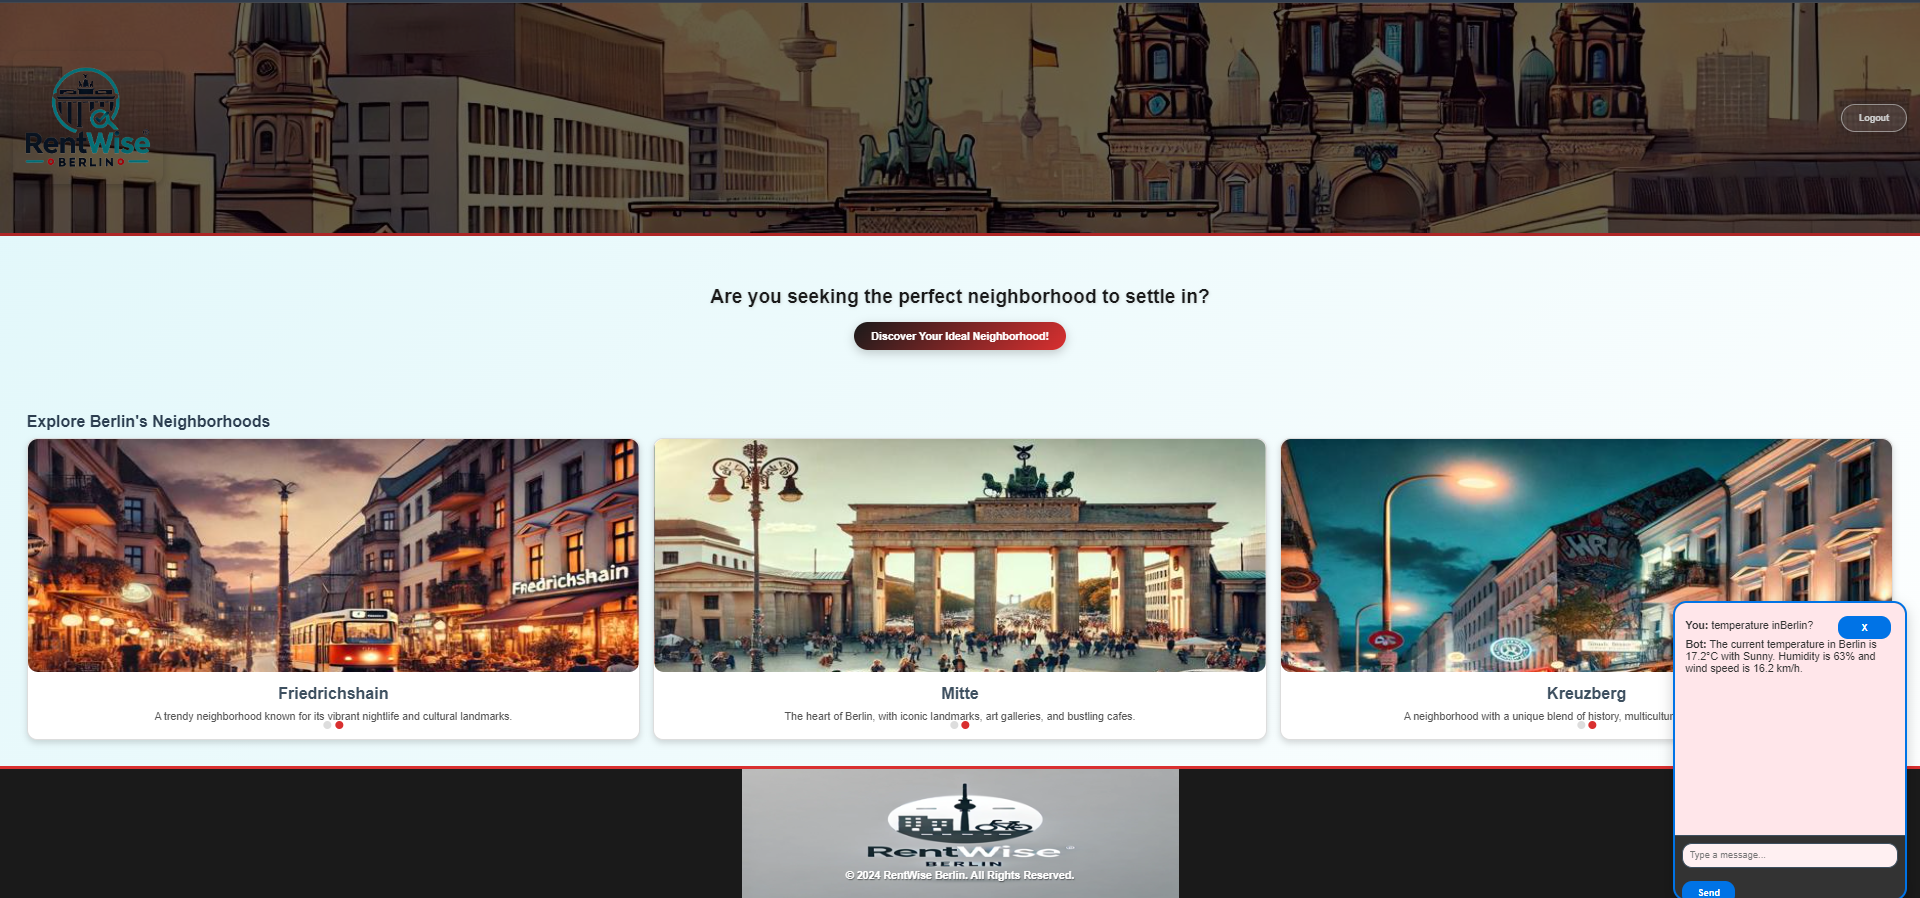 RentWise
BERLIN
Logout
Are you seeking the perfect neighborhood to settle in?
Discover Your Ideal Neighborhood!
Explore Berlin's Neighborhoods
Friedrichshain
Friedrichshain
A trendy neighborhood known for its vibrant nightlife and cultural landmarks.
Mitte
The heart of Berlin, with iconic landmarks, art galleries, and bustling cafes.
Kreuzberg
A neighborhood with a unique blend of history,
You: temperature inBerlin?
X
Bot: The current temperature in Berlin is
17.2°C with Sunny. Humidity is 63% and
wind speed is 16.2 km/h.
Type a message...
Send
RentWise
BERLIN
© 2024 RentWise Berlin. All Rights Reserved.